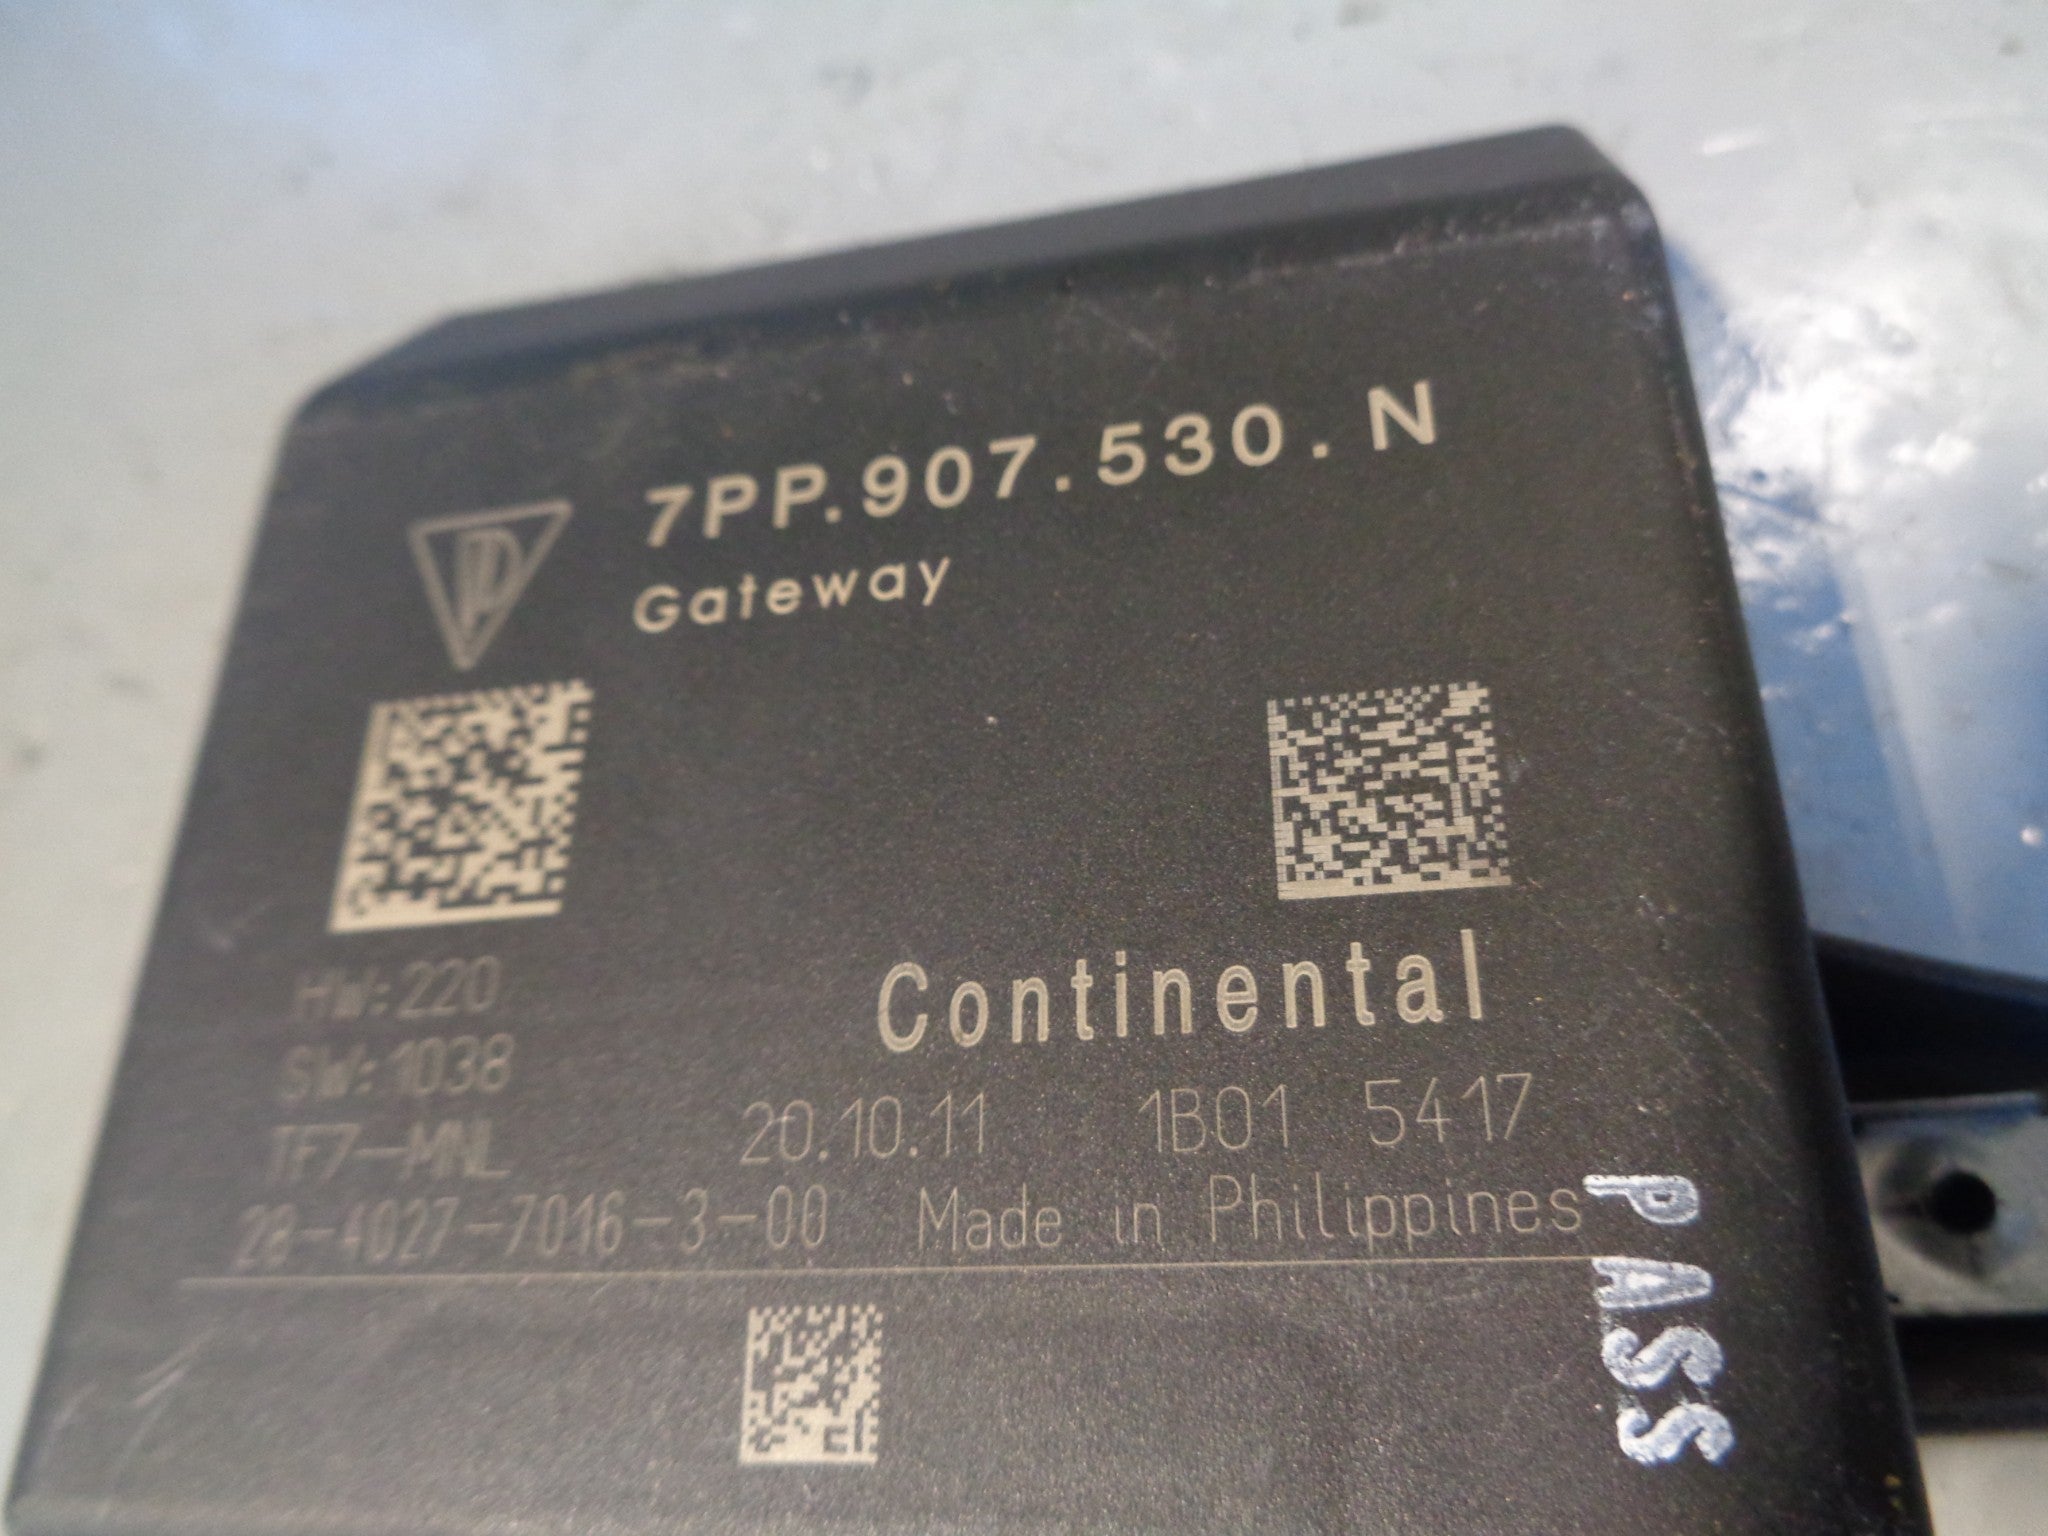 7PP.907.530.N
Gateway
HW:220
SW:1038
TF7-MNL
Continental
20.10.11 1B01 5417
28-4027-7016-3-00 Made in Philippines
PASS